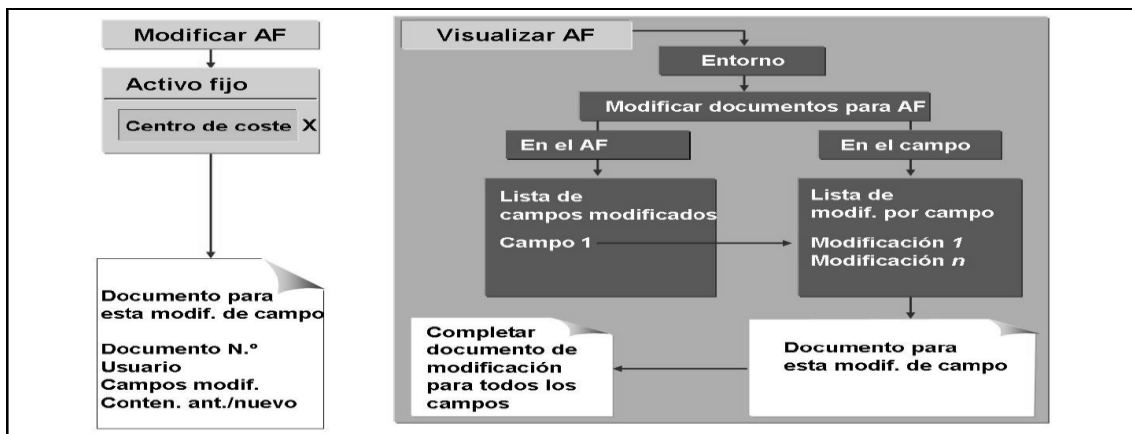 Modificar AF
Activo fijo
Centro de coste X
Documento para
esta modif. de campo
Documento N.º
Usuario
Campos modif.
Conten. ant./nuevo
Visualizar AF
Entorno
Modificar documentos para AF
En el AF
En el campo
Lista de
campos modificados
Campo 1
Lista de
modif. por campo
Modificación 1
Modificación n
Completar
documento de
modificación
para todos los
campos
Documento para
esta modif. de campo